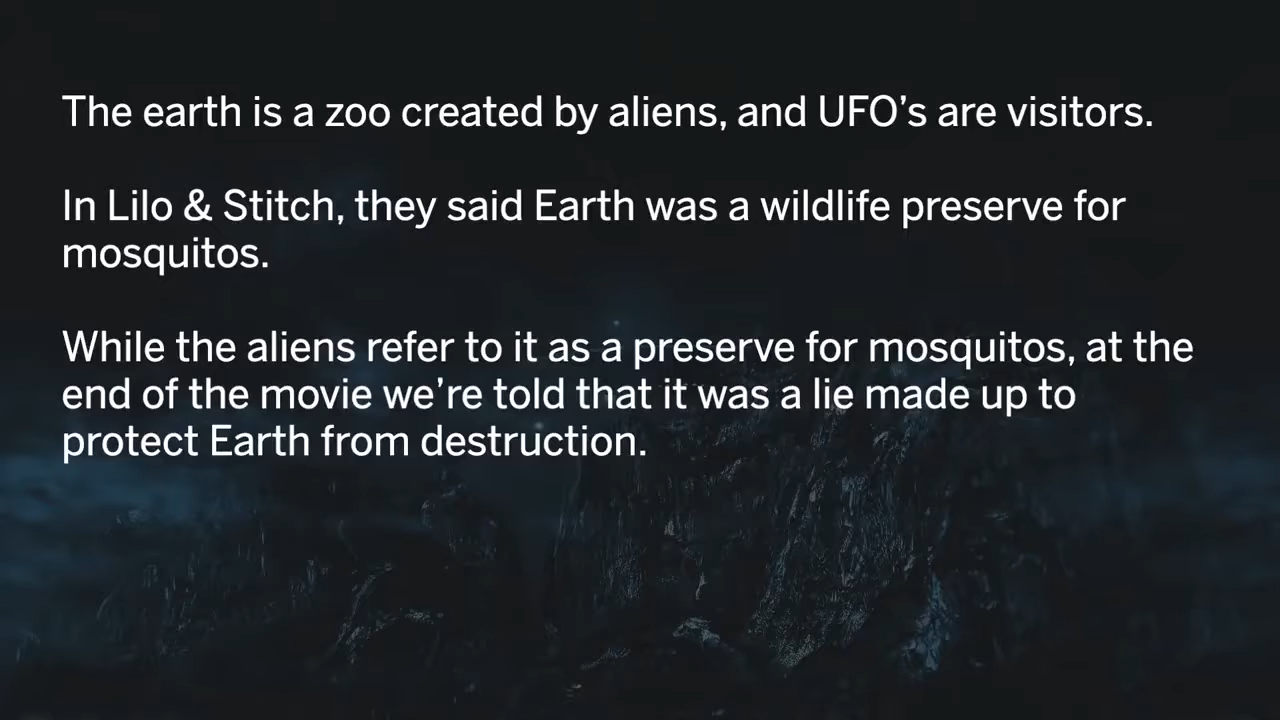 The earth is a zoo created by aliens, and UFO’s are visitors.
In Lilo & Stitch, they said Earth was a wildlife preserve for
mosquitos.
While the aliens refer to it as a preserve for mosquitos, at the
end of the movie we’re told that it was a lie made up to
protect Earth from destruction.